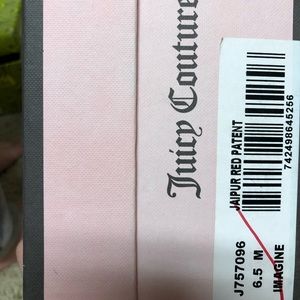 Juicy Couture
JAIPUR RED PATENT
742498645256
J757096
6.5 M
IMAGINE